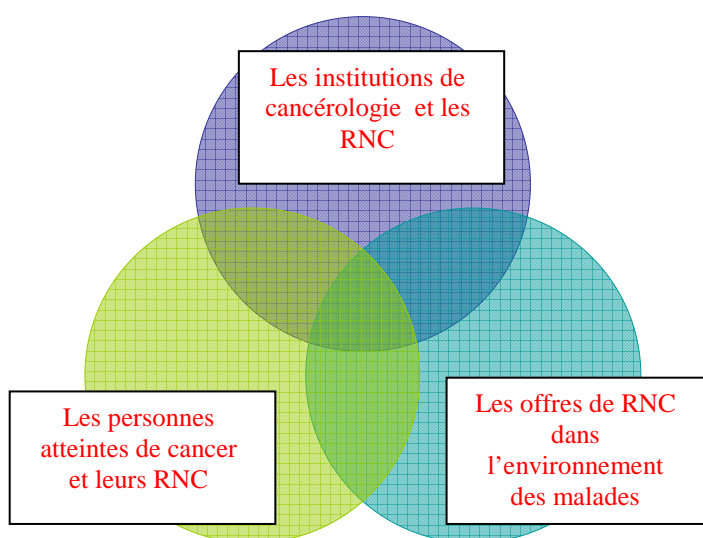 Les institutions de
cancérologie et les
RNC
Les personnes
atteintes de cancer
et leurs RNC
Les offres de RNC
dans
l’environnement
des malades